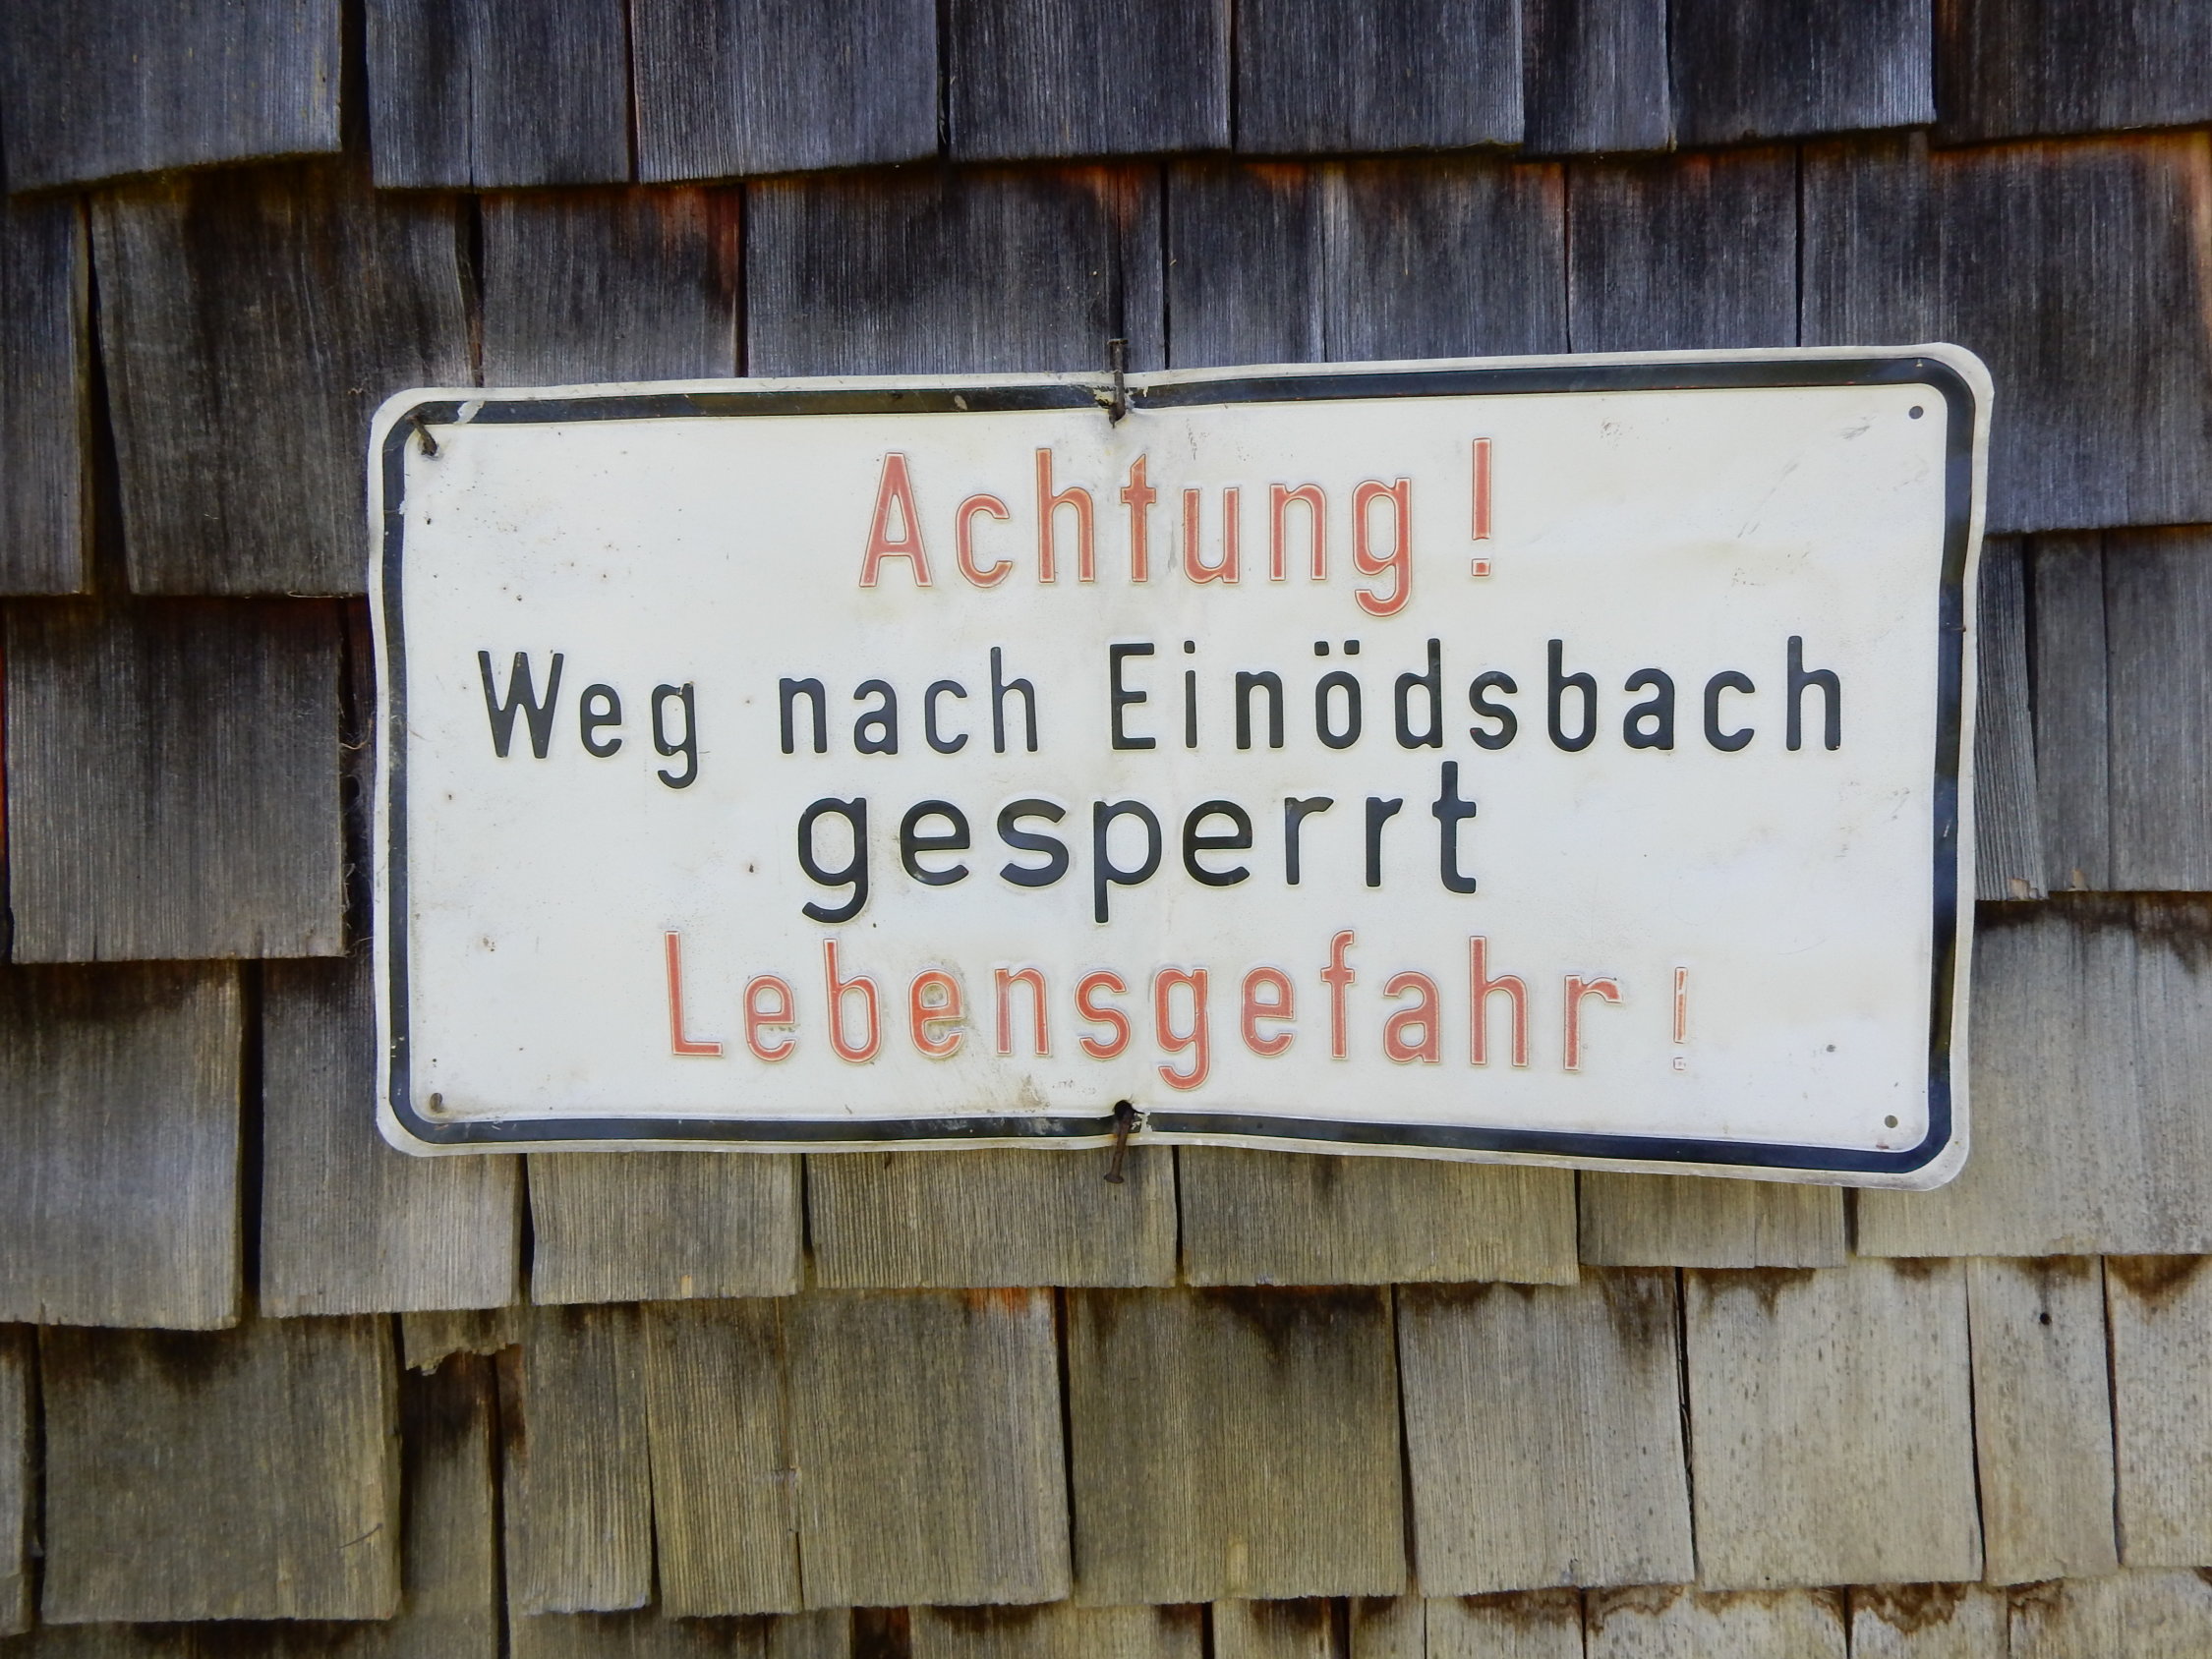 Achtung!
Weg nach Einödsbach
gesperrt
Lebensgefahr!